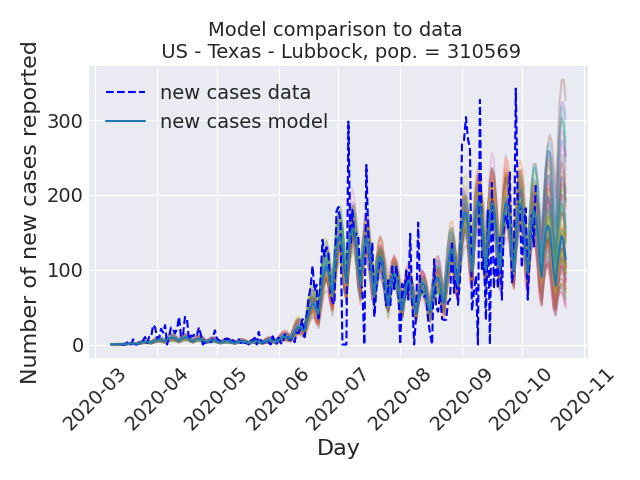 Model comparison to data
US - Texas - Lubbock, pop. = 310569
Number of new cases reported
300
200
100
0
new cases data
new cases model
2020-03
2020-04
2020-05
2020-06
2020-07
2020-08
2020-09
2020-10
2020-11
Day